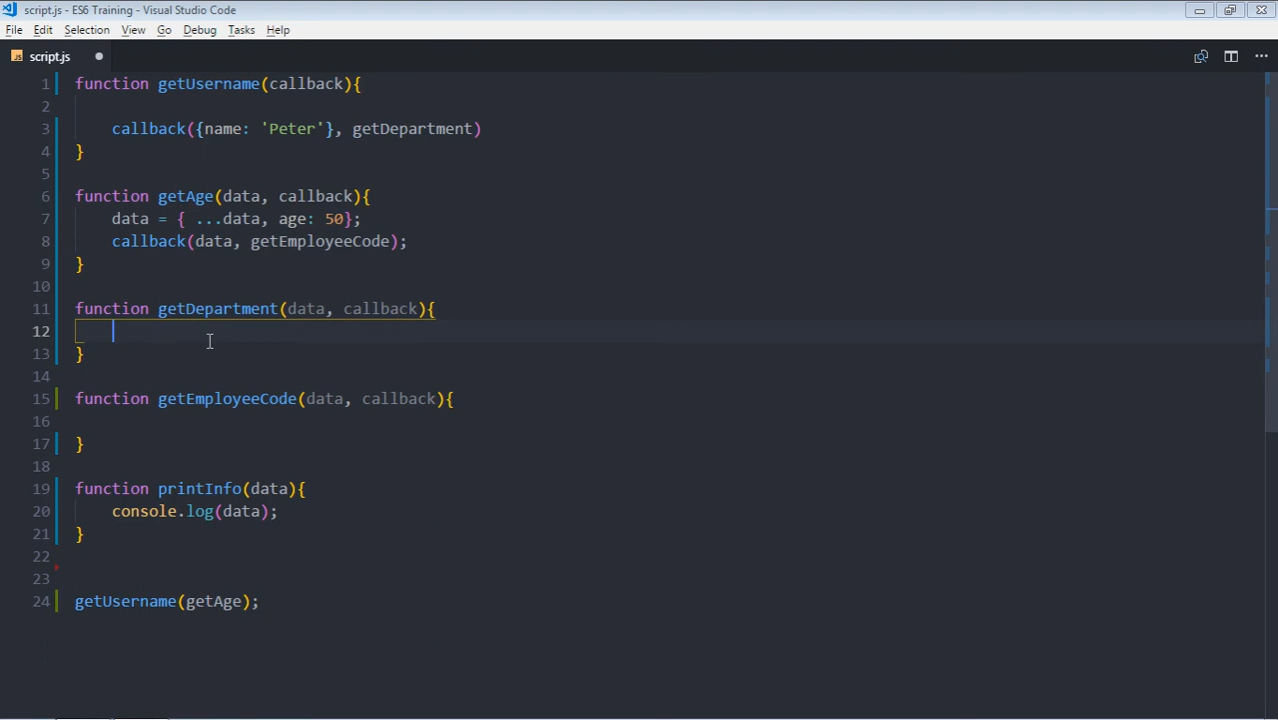 script.js - ES6 Training - Visual Studio Code
File Edit Selection View Go Debug Tasks Help
JS script.js
1 function getUsername(callback){
2
3 callback({name: 'Peter'}, getDepartment)
4 }
5
6 function getAge(data, callback){
7 data = { ...data, age: 50};
8 callback(data, getEmployeeCode);
9 }
10
11 function getDepartment(data, callback){
12
13 }
14
15 function getEmployeeCode(data, callback){
16
17 }
18
19 function printInfo(data){
20 console.log(data);
21 }
22
23
24 getUsername(getAge);